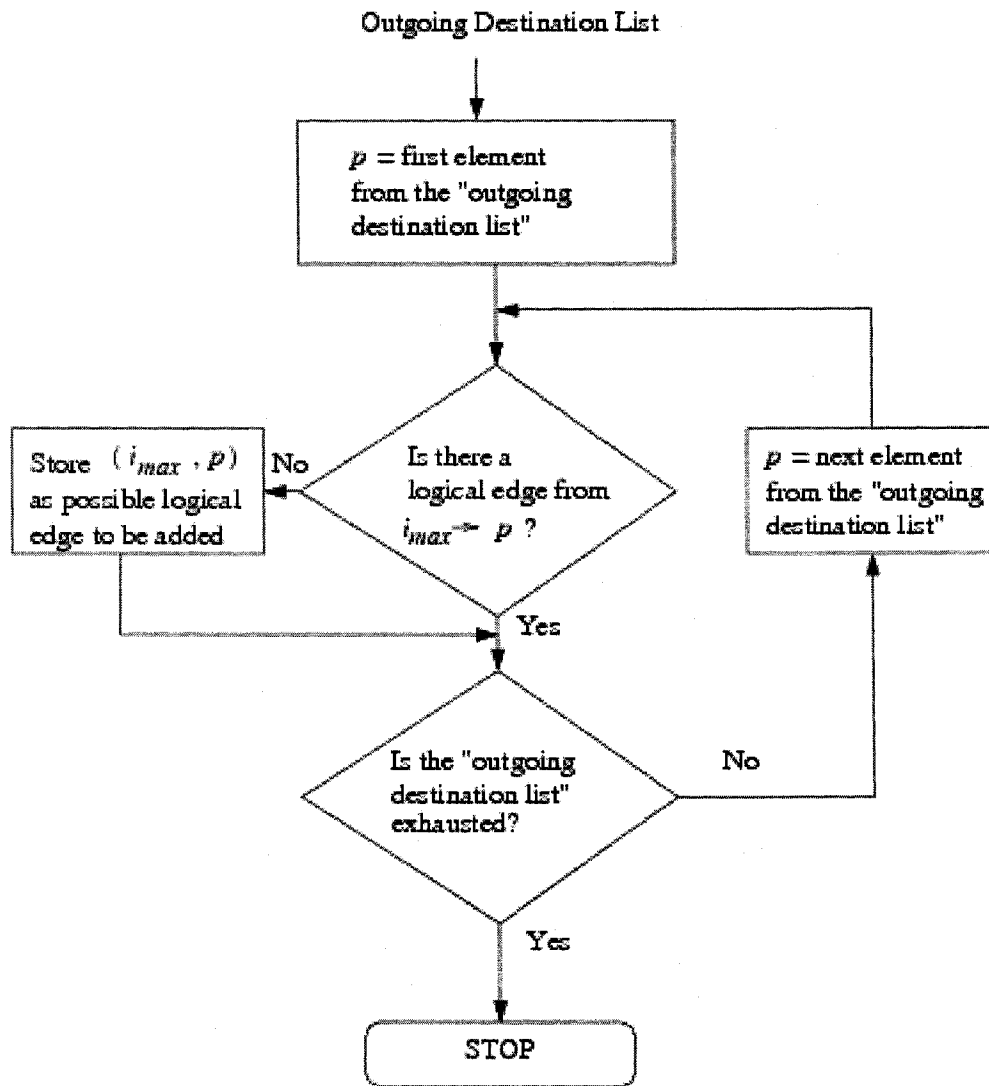 Outgoing Destination List
p = first element
from the "outgoing
destination list"
Is there a
logical edge from
i_max → p ?
No
Store (i_max , p)
as possible logical
edge to be added
p = next element
from the "outgoing
destination list"
Yes
Is the "outgoing
destination list"
exhausted?
No
Yes
STOP